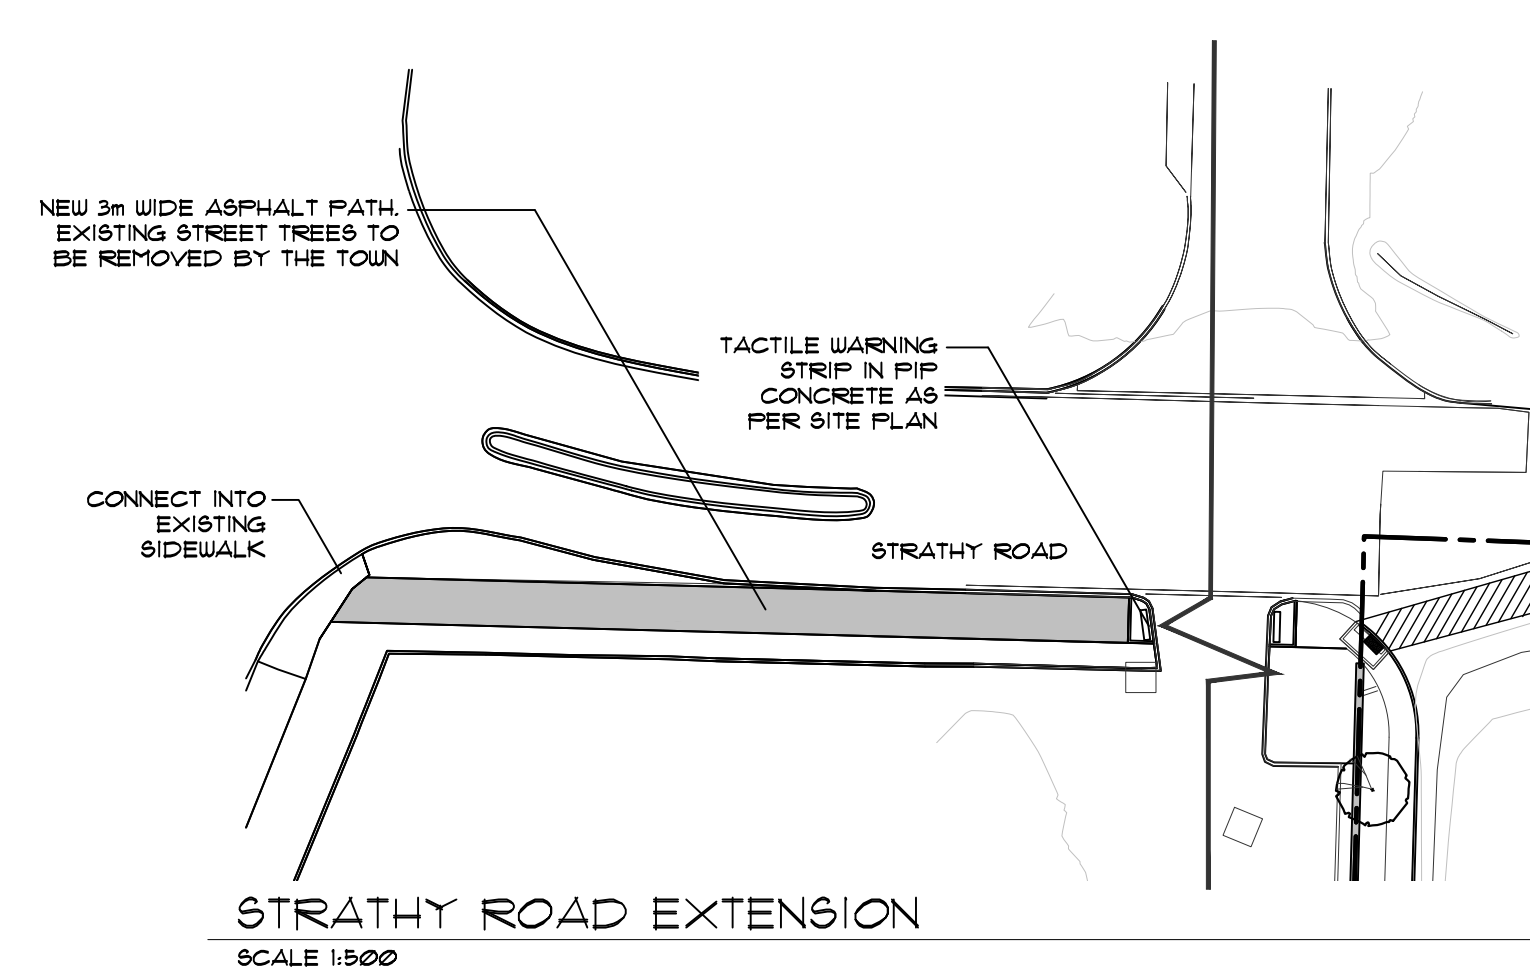 NEW 3m WIDE ASPHALT PATH.
EXISTING STREET TREES TO
BE REMOVED BY THE TOWN
TACTILE WARNING
STRIP IN PIP
CONCRETE AS
PER SITE PLAN
CONNECT INTO
EXISTING
SIDEWALK
STRATHY ROAD
STRATHY ROAD EXTENSION
SCALE 1:500